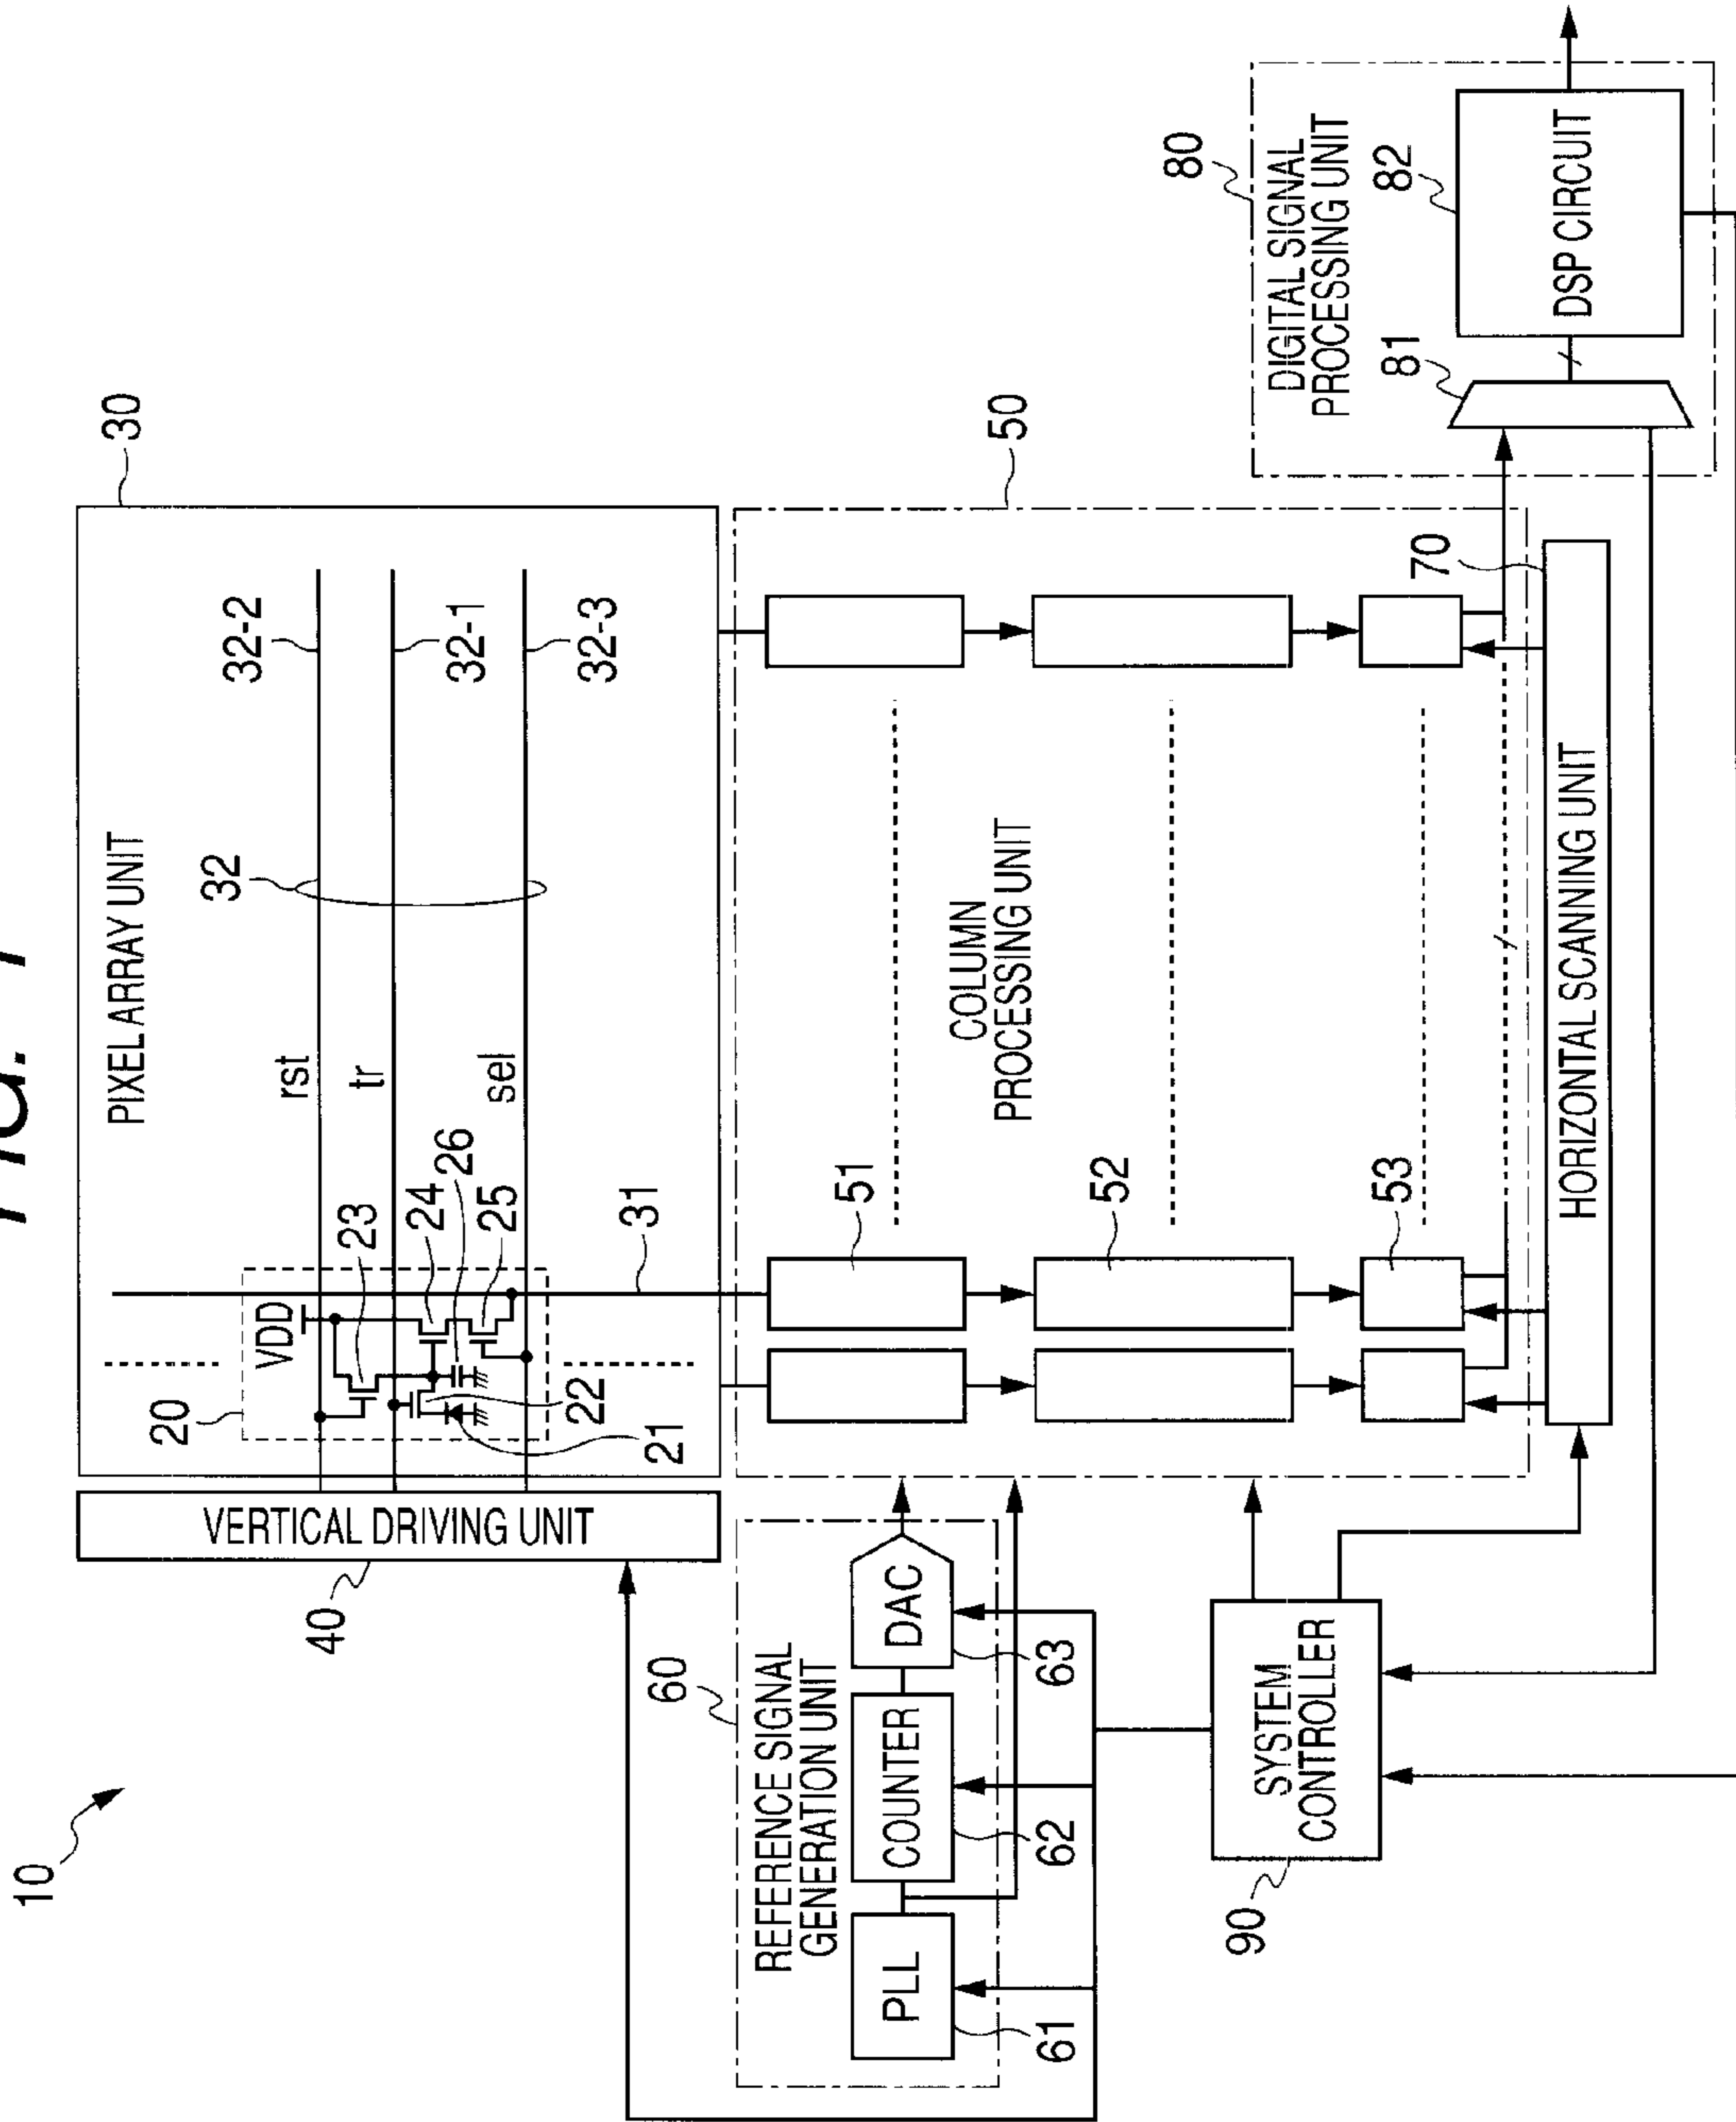 FIG. 1
10
PIXEL ARRAY UNIT
30
20
VDD
23
24
26
25
22
21
rst
tr
sel
32
32-2
32-1
32-3
31
VERTICAL DRIVING UNIT
40
COLUMN
PROCESSING UNIT
50
51
52
53
REFERENCE SIGNAL
GENERATION UNIT
60
PLL
COUNTER
DAC
61
62
63
HORIZONTAL SCANNING UNIT
70
DIGITAL SIGNAL
PROCESSING UNIT
80
81
82
DSP CIRCUIT
SYSTEM
CONTROLLER
90